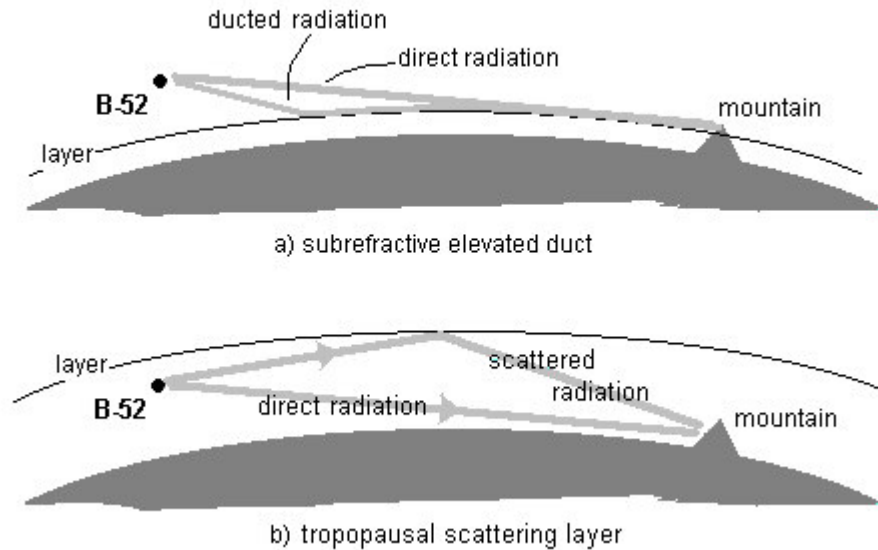 ducted radiation
direct radiation
B-52
mountain
layer
a) subrefractive elevated duct
layer
scattered
radiation
B-52
direct radiation
mountain
b) tropopausal scattering layer